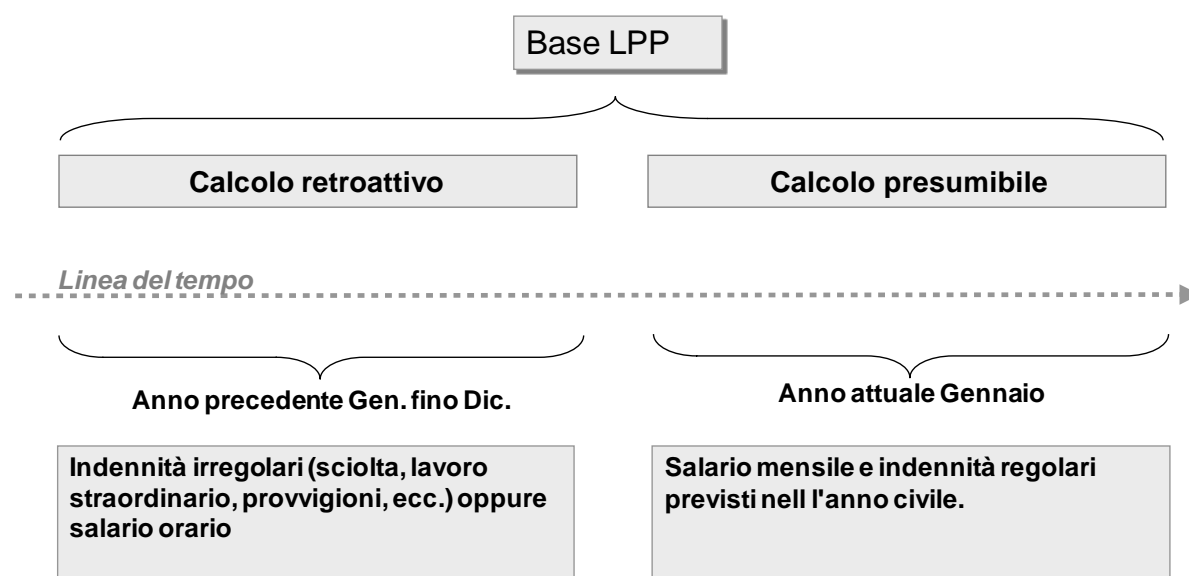 Base LPP
Calcolo retroattivo
Calcolo presumibile
Linea del tempo
Anno precedente Gen. fino Dic.
Anno attuale Gennaio
Indennità irregolari (sciolta, lavoro
straordinario, provvigioni, ecc.) oppure
salario orario
Salario mensile e indennità regolari
previsti nell l'anno civile.